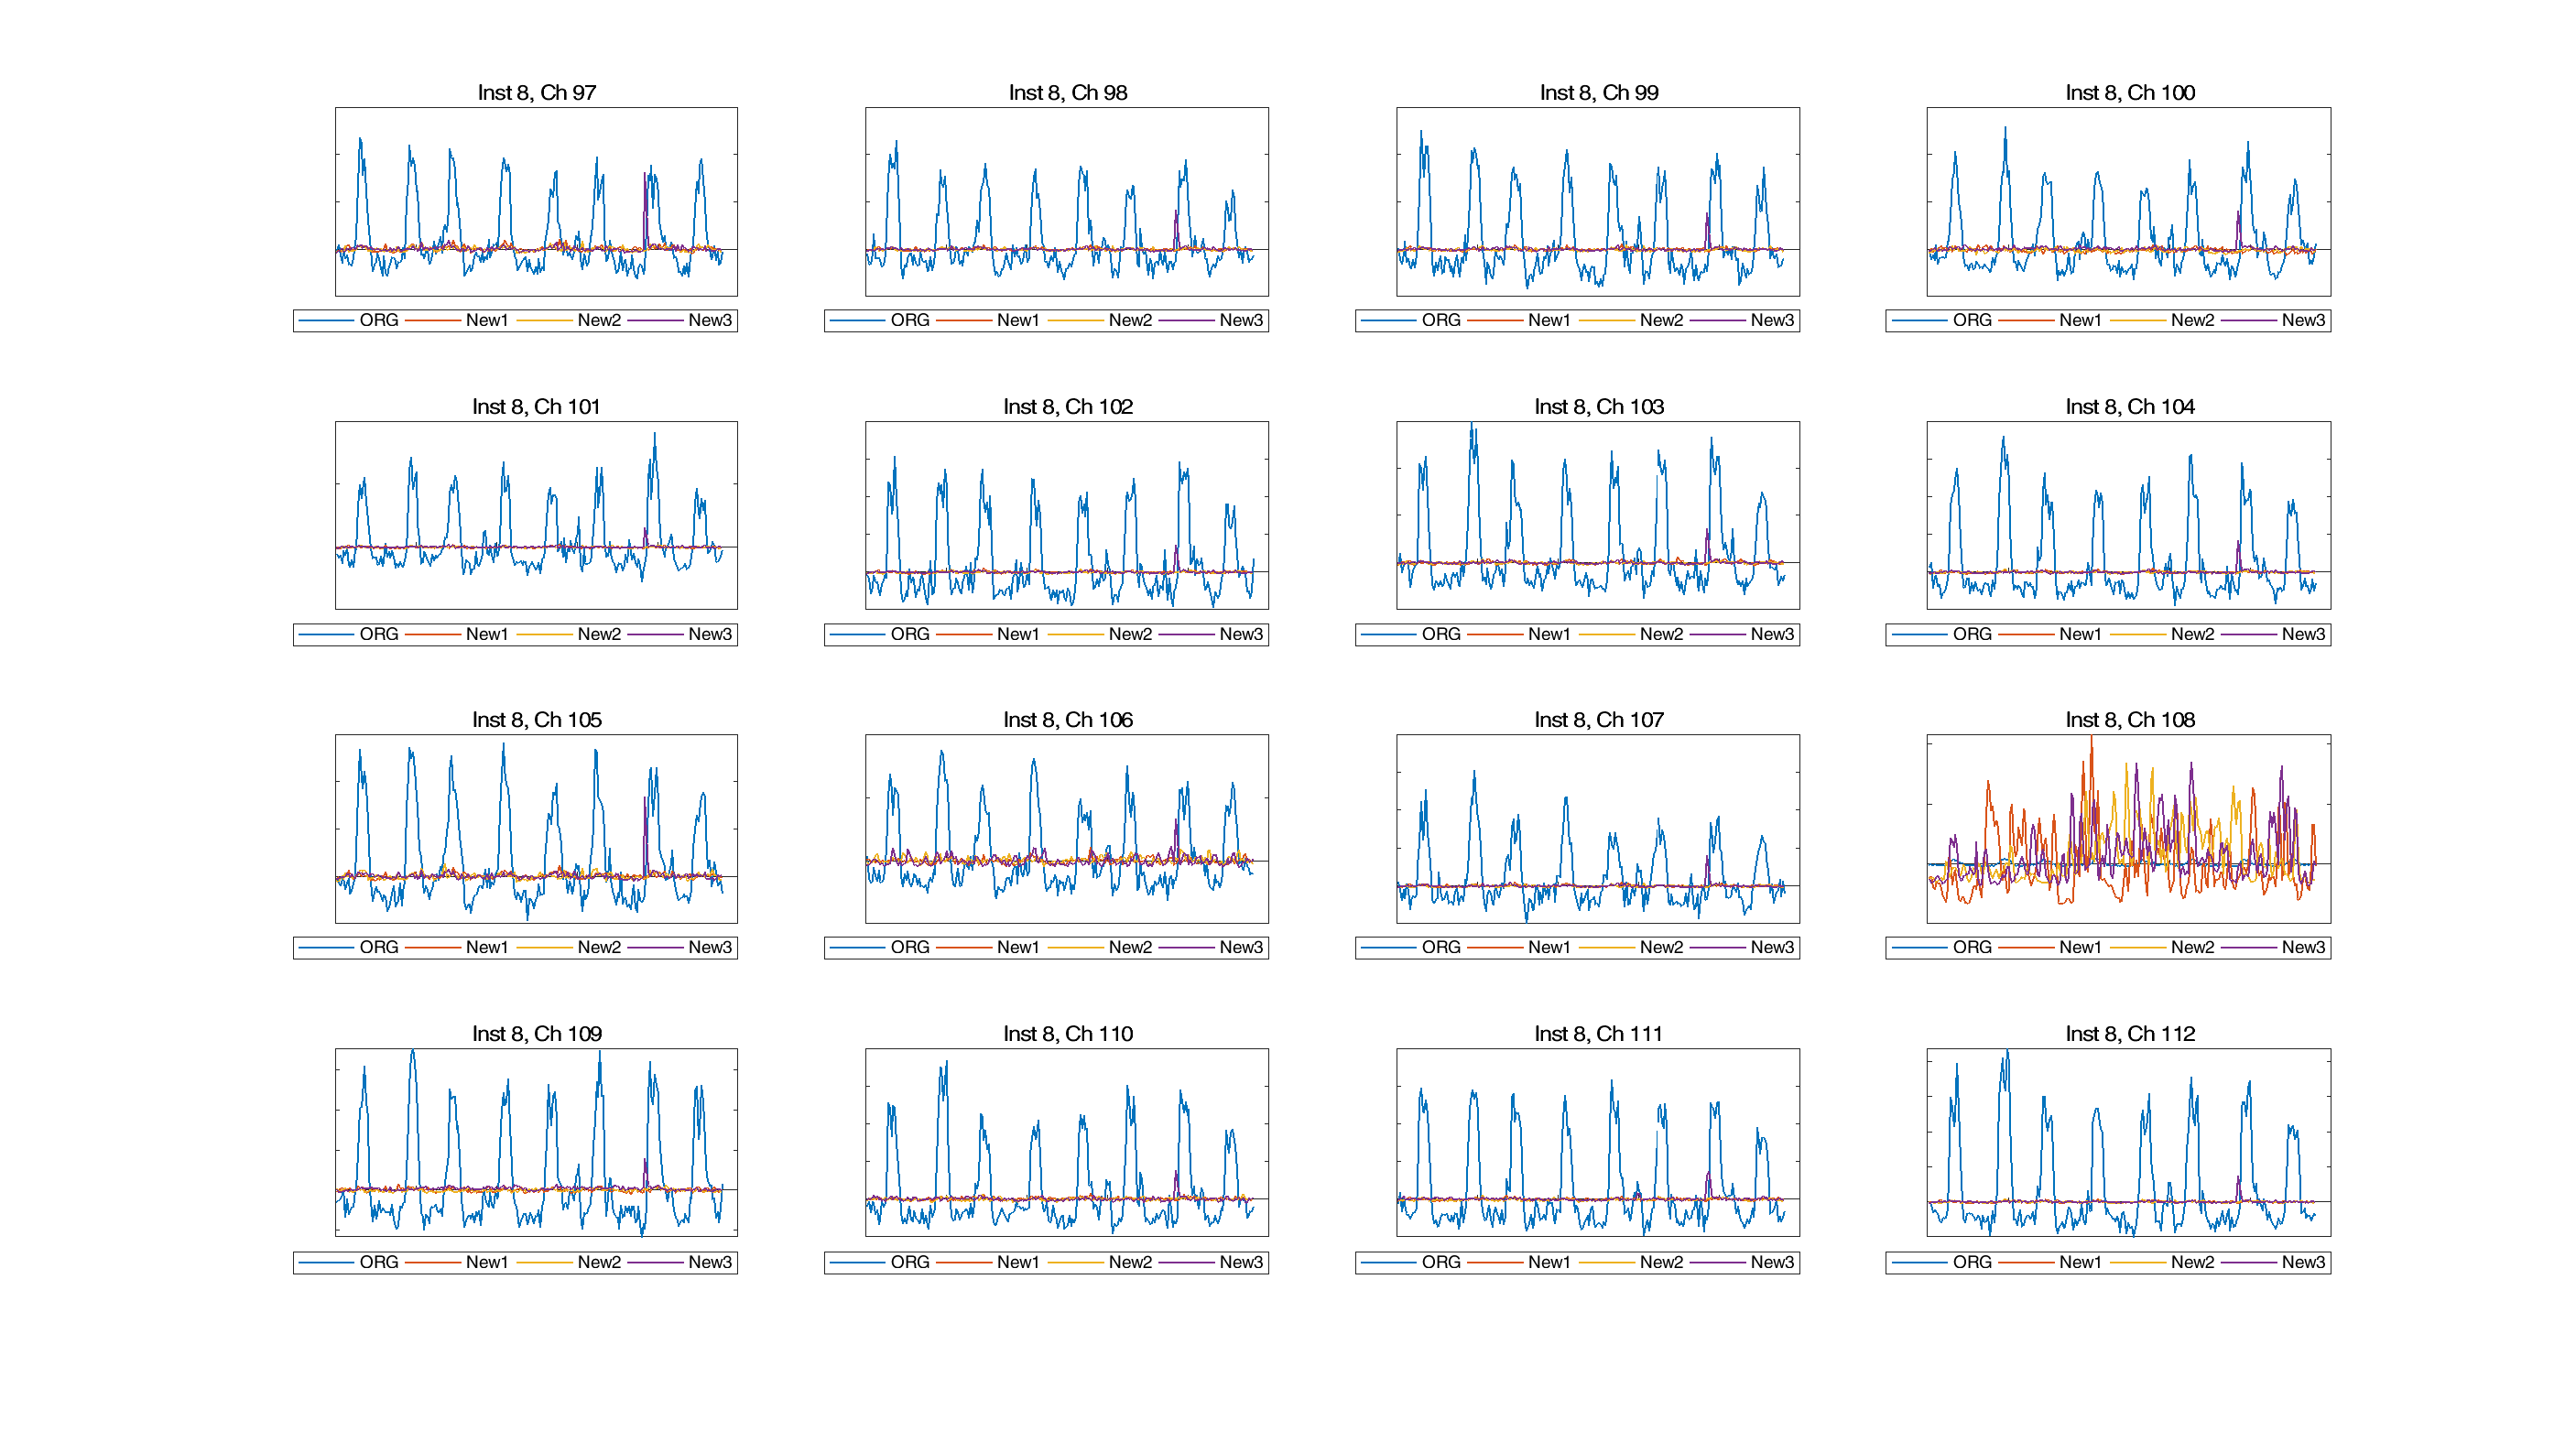 Inst 8, Ch 97
ORG New1 New2 New3
Inst 8, Ch 98
ORG New1 New2 New3
Inst 8, Ch 99
ORG New1 New2 New3
Inst 8, Ch 100
ORG New1 New2 New3
Inst 8, Ch 101
ORG New1 New2 New3
Inst 8, Ch 102
ORG New1 New2 New3
Inst 8, Ch 103
ORG New1 New2 New3
Inst 8, Ch 104
ORG New1 New2 New3
Inst 8, Ch 105
ORG New1 New2 New3
Inst 8, Ch 106
ORG New1 New2 New3
Inst 8, Ch 107
ORG New1 New2 New3
Inst 8, Ch 108
ORG New1 New2 New3
Inst 8, Ch 109
ORG New1 New2 New3
Inst 8, Ch 110
ORG New1 New2 New3
Inst 8, Ch 111
ORG New1 New2 New3
Inst 8, Ch 112
ORG New1 New2 New3